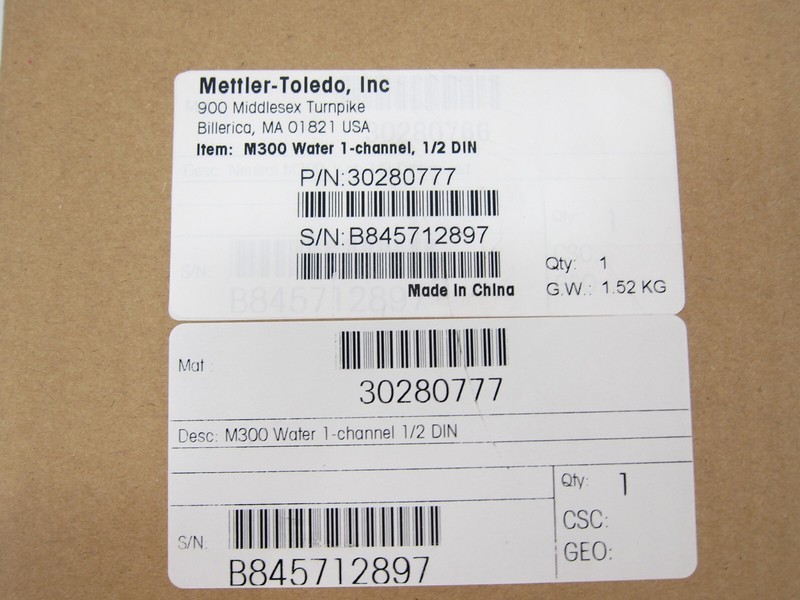 Mettler-Toledo, Inc
900 Middlesex Turnpike
Billerica, MA 01821 USA
Item: M300 Water 1-channel, 1/2 DIN
P/N:30280777
S/N:B845712897
Made in China
Qty: 1
G.W.: 1.52 KG
B845712897
Mat :
30280777
Desc: M300 Water 1-channel 1/2 DIN
Qty: 1
CSC:
GEO:
S/N.
B845712897